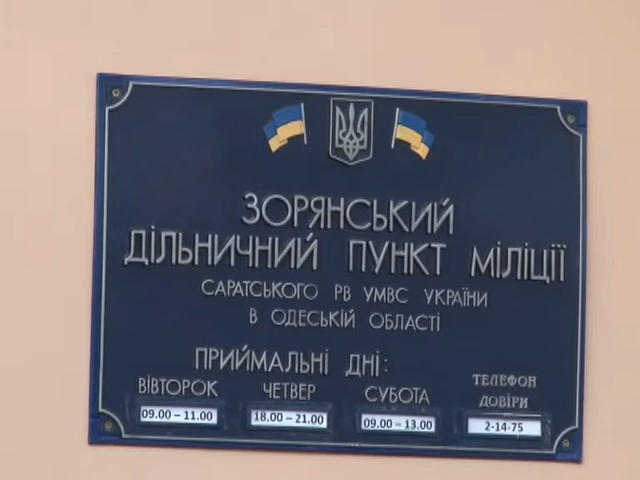 ЗОРЯНСЬКИЙ
ДІЛЬНИЧНИЙ ПУНКТ МІЛІЦІЇ
САРАТСЬКОГО РВ УМВС УКРАЇНИ
В ОДЕСЬКІЙ ОБЛАСТІ
ПРИЙМАЛЬНІ ДНІ:
ВІВТОРОК ЧЕТВЕР СУБОТА ТЕЛЕФОН ДОВІРИ
09.00 – 11.00 18.00 – 21.00 09.00 – 13.00 2-14-75